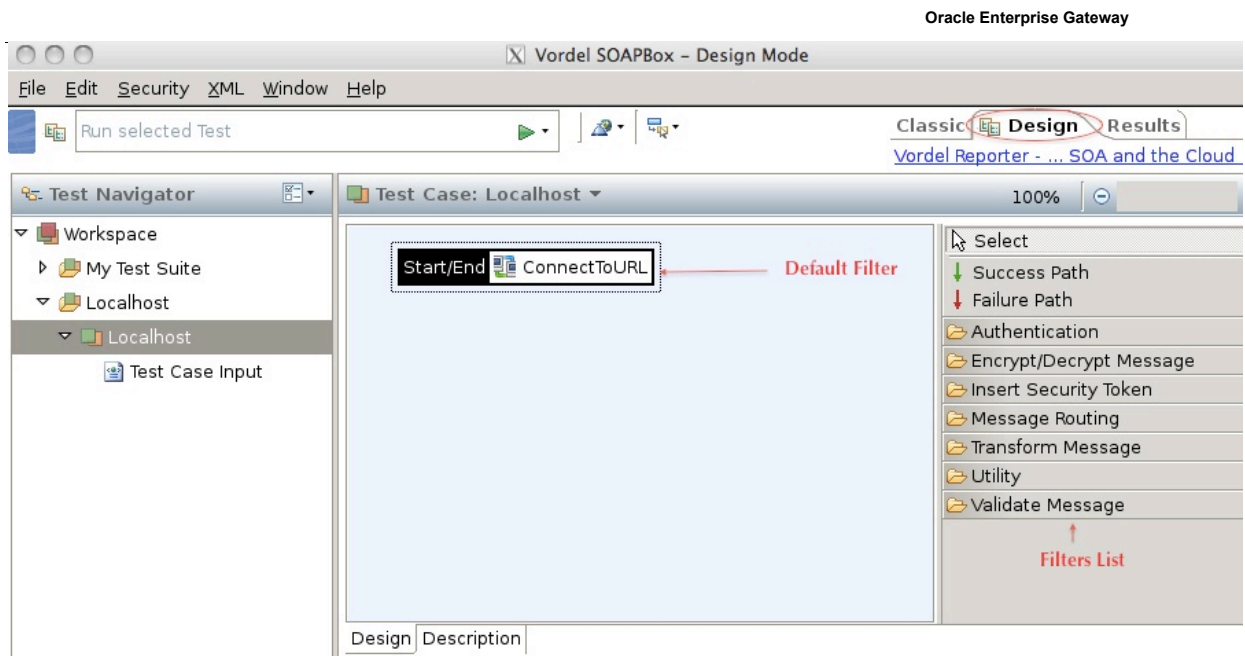 Oracle Enterprise Gateway
Vordel SOAPBox – Design Mode
File Edit Security XML Window Help
Run selected Test
Classic Design Results
Vordel Reporter - ... SOA and the Cloud
Test Navigator
Test Case: Localhost
100%
Workspace
My Test Suite
Localhost
Localhost
Test Case Input
Start/End ConnectToURL
Default Filter
Select
Success Path
Failure Path
Authentication
Encrypt/Decrypt Message
Insert Security Token
Message Routing
Transform Message
Utility
Validate Message
Filters List
Design Description